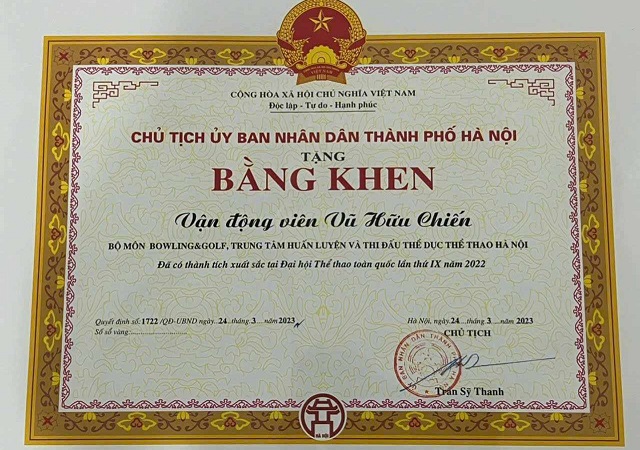 CỘNG HÒA XÃ HỘI CHỦ NGHĨA VIỆT NAM
Độc lập - Tự do - Hạnh phúc
CHỦ TỊCH ỦY BAN NHÂN DÂN THÀNH PHỐ HÀ NỘI
TẶNG
BẰNG KHEN
Vận động viên Vũ Hữu Chiến
BỘ MÔN BOWLING&GOLF, TRUNG TÂM HUẤN LUYỆN VÀ THI ĐẤU THỂ DỤC THỂ THAO HÀ NỘI
Đã có thành tích xuất sắc tại Đại hội Thể thao toàn quốc lần thứ IX năm 2022
Quyết định số: 1722 /QĐ-UBND ngày..24..tháng..3....năm 2023
Số sổ vàng:
Hà Nội, ngày..24....tháng...3....năm 2023
CHỦ TỊCH
Trần Sỹ Thanh
HÀ NỘI